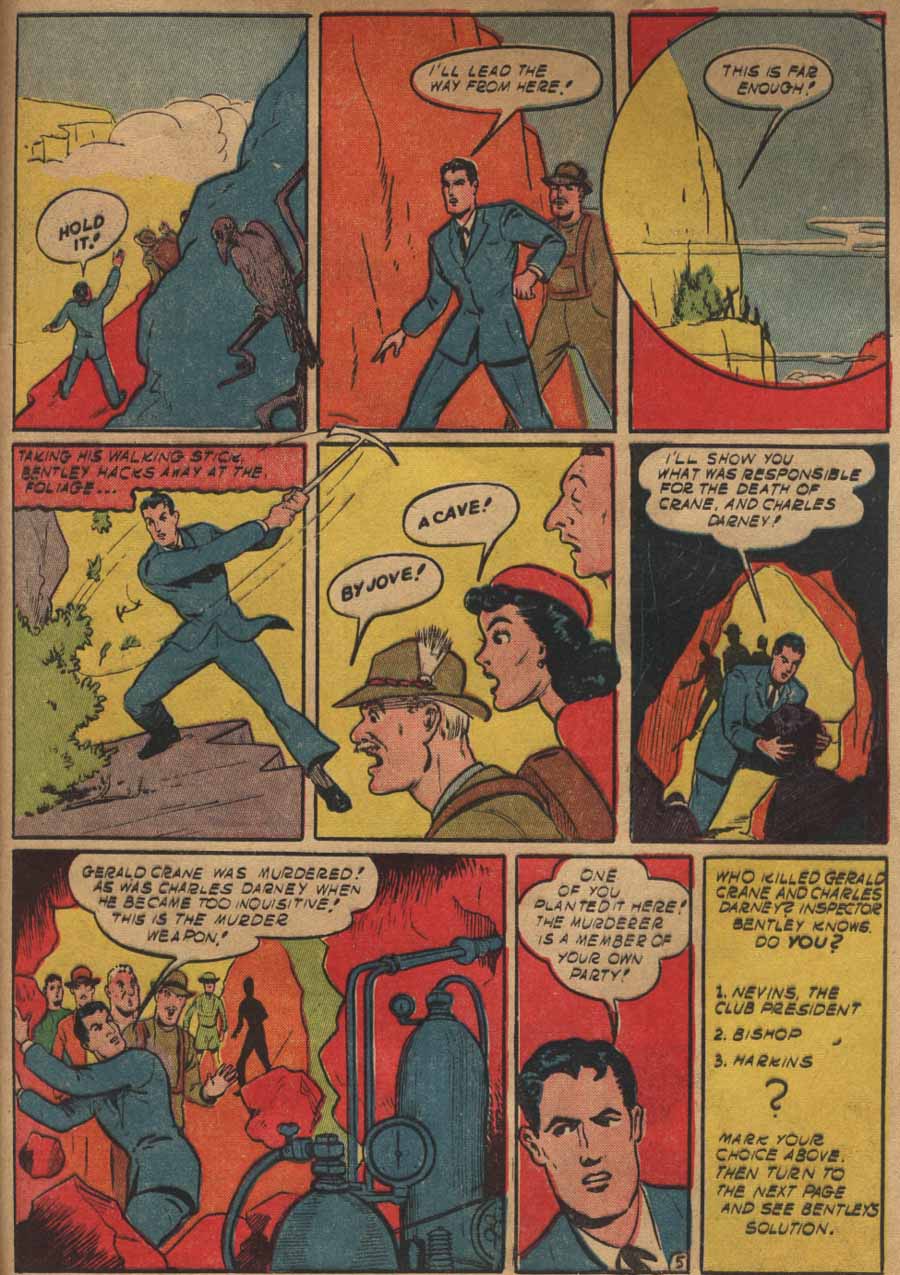 HOLD
IT!
I'LL LEAD THE
WAY FROM HERE!
THIS IS FAR
ENOUGH!
TAKING HIS WALKING STICK,
BENTLEY HACKS AWAY AT THE
FOLIAGE...
A CAVE!
BY JOVE!
I'LL SHOW YOU
WHAT WAS RESPONSIBLE
FOR THE DEATH OF
CRANE, AND CHARLES
DARNEY!
GERALD CRANE WAS MURDERED!
AS WAS CHARLES DARNEY WHEN
HE BECAME TOO INQUISITIVE!
THIS IS THE MURDER
WEAPON!
ONE
OF YOU
PLANTED IT HERE!
THE MURDERER
IS A MEMBER OF
YOUR OWN
PARTY!
5
WHO KILLED GERALD
CRANE AND CHARLES
DARNEY? INSPECTOR
BENTLEY KNOWS.
DO YOU?
1. NEVINS, THE
CLUB PRESIDENT
2. BISHOP
3. HARKINS
?
MARK YOUR
CHOICE ABOVE.
THEN TURN TO
THE NEXT PAGE
AND SEE BENTLEY'S
SOLUTION.